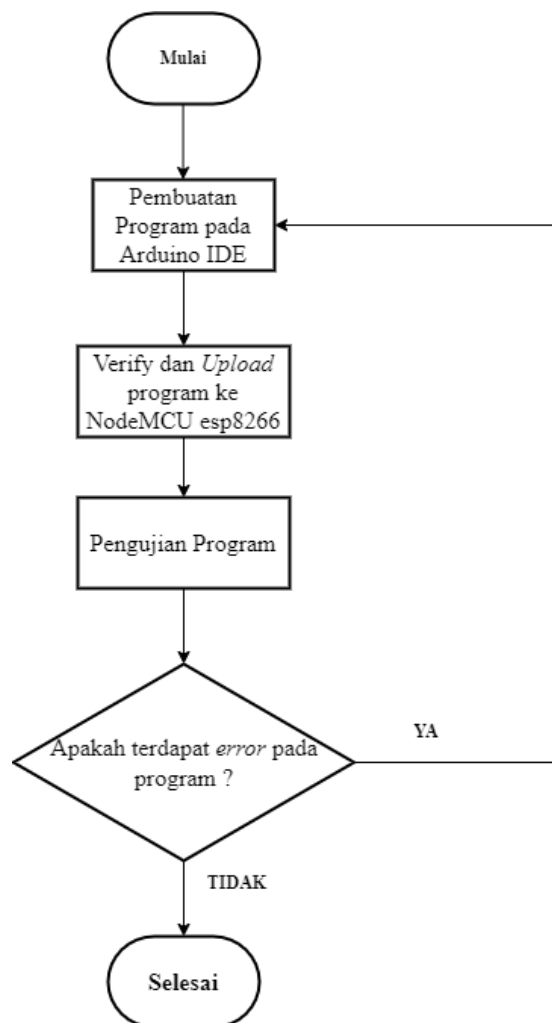 Mulai
Pembuatan
Program pada
Arduino IDE
Verify dan Upload
program ke
NodeMCU esp8266
Pengujian Program
Apakah terdapat error pada
program ?
YA
TIDAK
Selesai